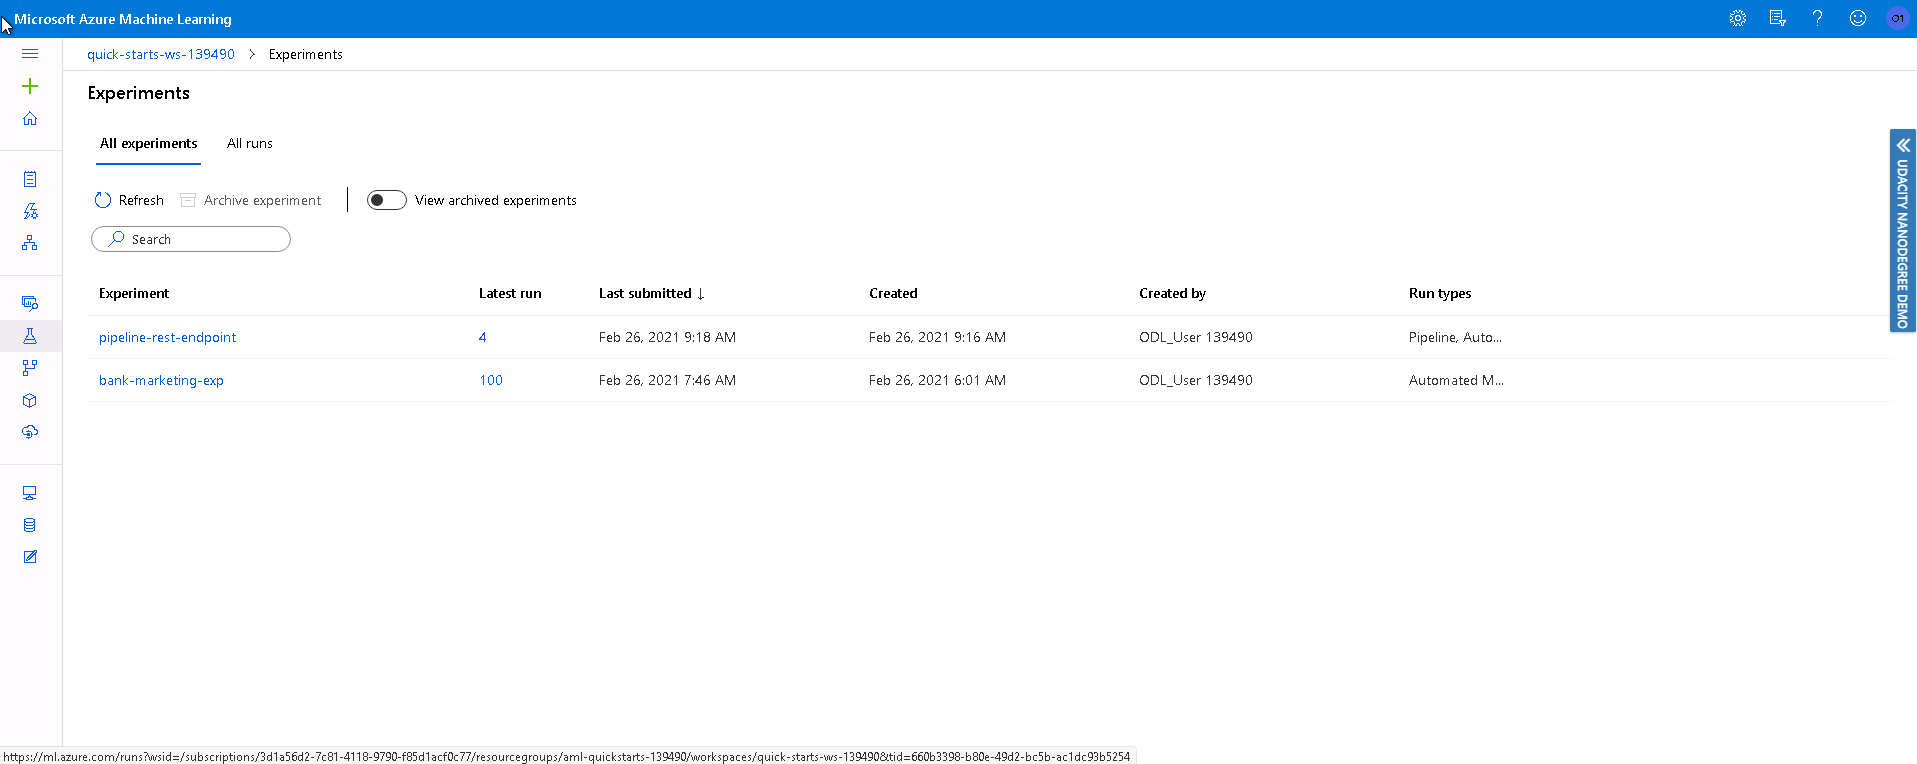 Microsoft Azure Machine Learning
O1
quick-starts-ws-139490 > Experiments
Experiments
All experiments All runs
Refresh Archive experiment View archived experiments
Search
Experiment Latest run Last submitted ↓ Created Created by Run types
pipeline-rest-endpoint 4 Feb 26, 2021 9:18 AM Feb 26, 2021 9:16 AM ODL_User 139490 Pipeline, Auto...
bank-marketing-exp 100 Feb 26, 2021 7:46 AM Feb 26, 2021 6:01 AM ODL_User 139490 Automated M...
UDACITY NANODEGREE DEMO
https://ml.azure.com/runs?wsid=/subscriptions/3d1a56d2-7c81-4118-9790-f85d1acf0c77/resourcegroups/aml-quickstarts-139490/workspaces/quick-starts-ws-139490&tid=660b3398-b80e-49d2-bc5b-ac1dc93b5254